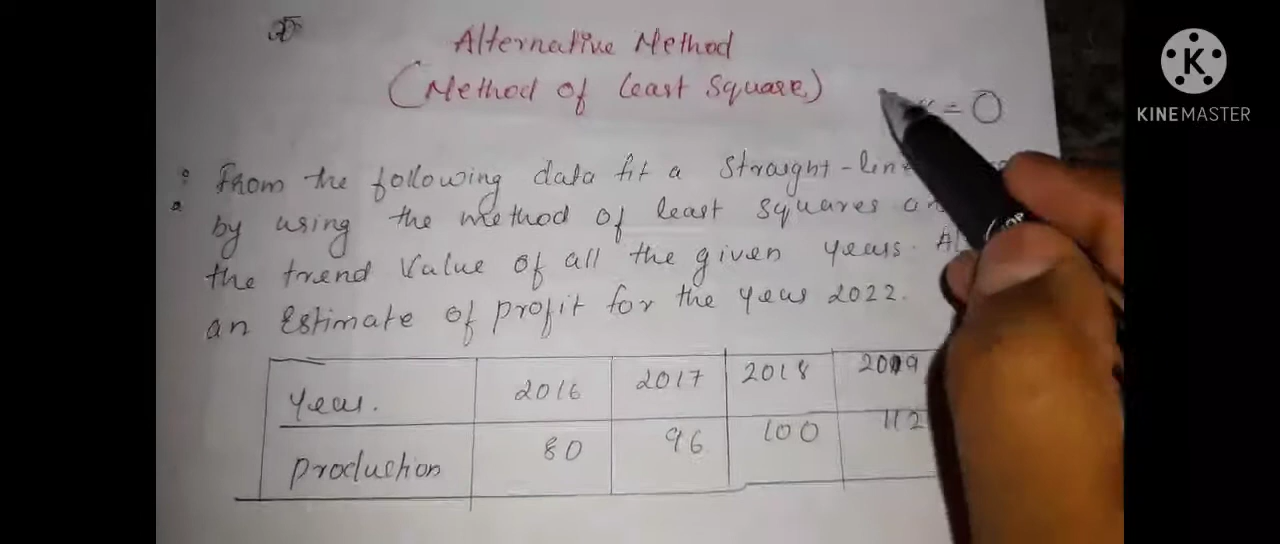 Alternative Method
(Method of least Square)
x = 0
From the following data fit a Straight-line
by using the method of least squares
the trend Value of all the given years.
an Estimate of profit for the year 2022.
Year. 2016 2017 2018 2019
production 80 96 100 112
K
KINEMASTER